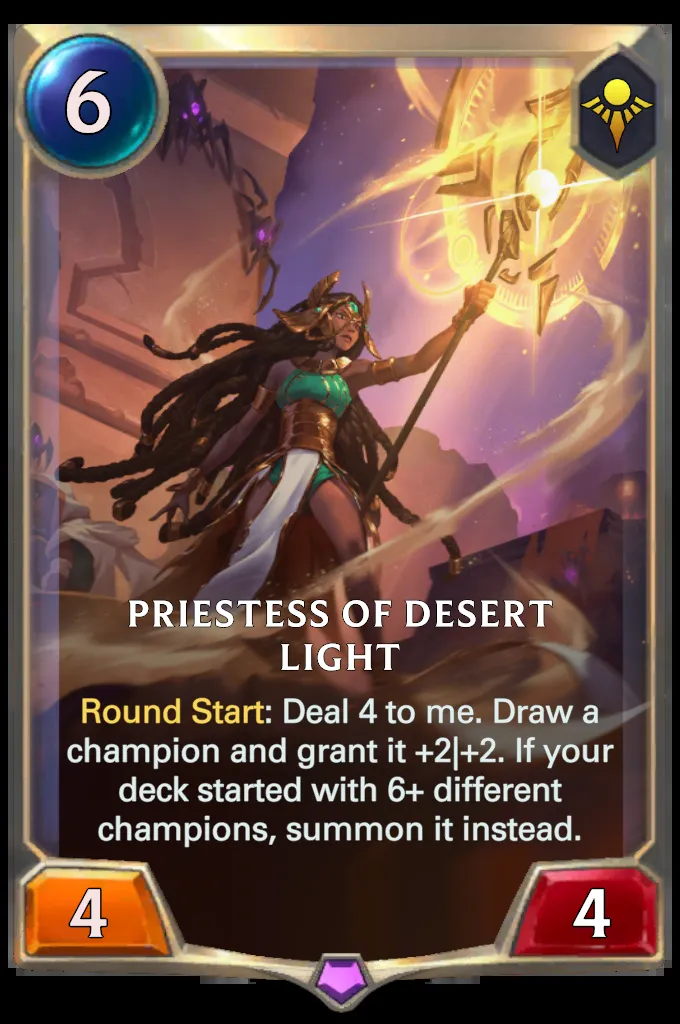 6
PRIESTESS OF DESERT
LIGHT
Round Start: Deal 4 to me. Draw a
champion and grant it +2|+2. If your
deck started with 6+ different
champions, summon it instead.
4
4